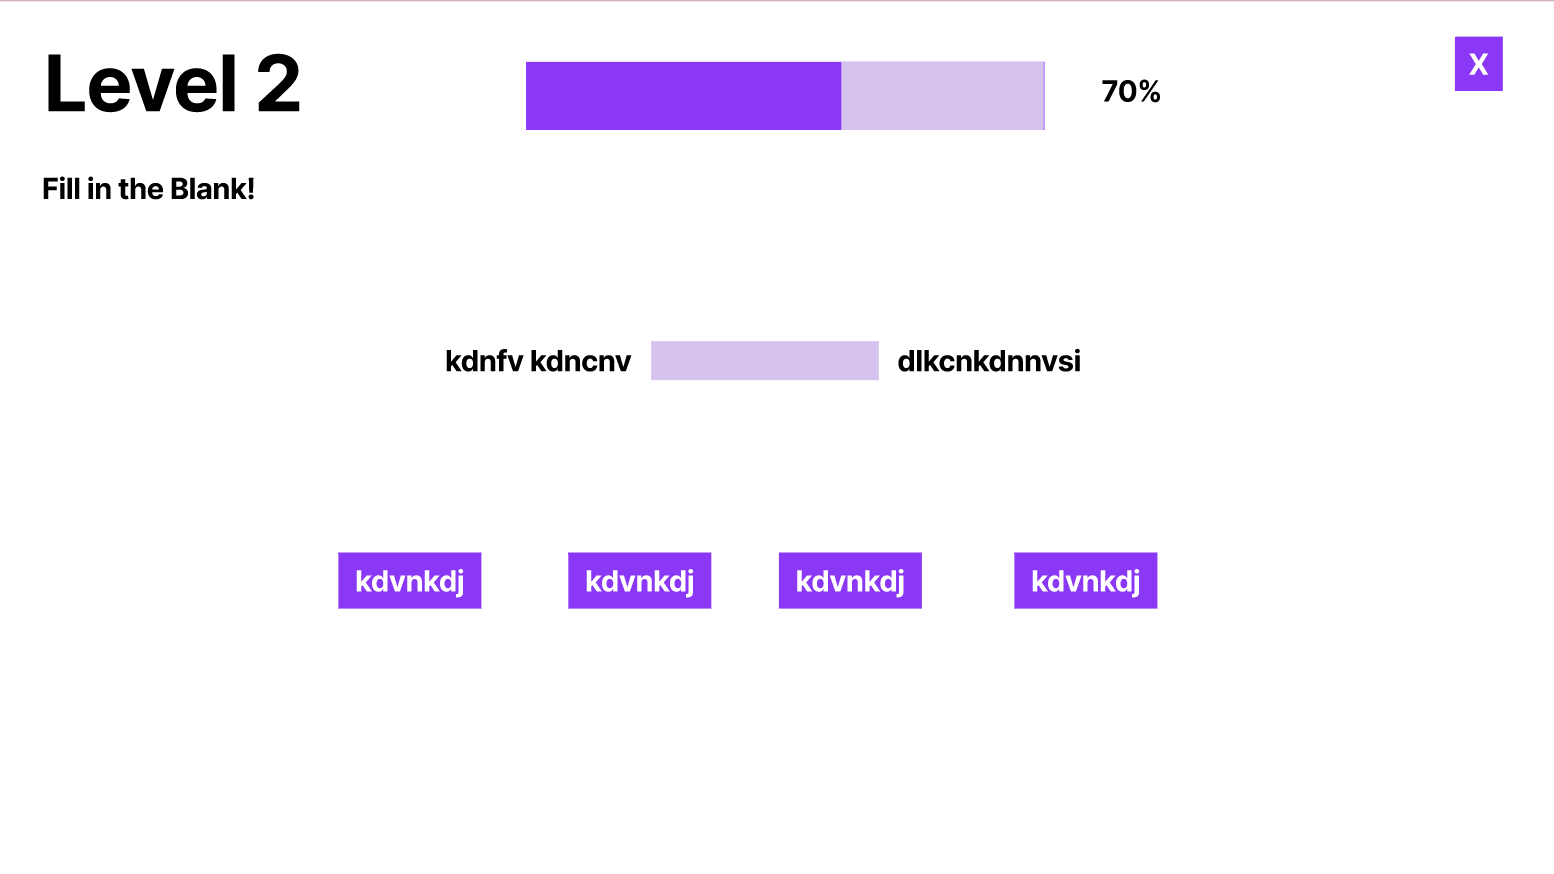 Level 2
70%
X
Fill in the Blank!
kdnfv kdncnv dlkcnkdnnvsi
kdvnkdj kdvnkdj kdvnkdj kdvnkdj